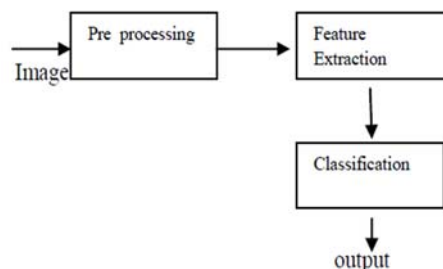 Image
Pre processing
Feature
Extraction
Classification
output